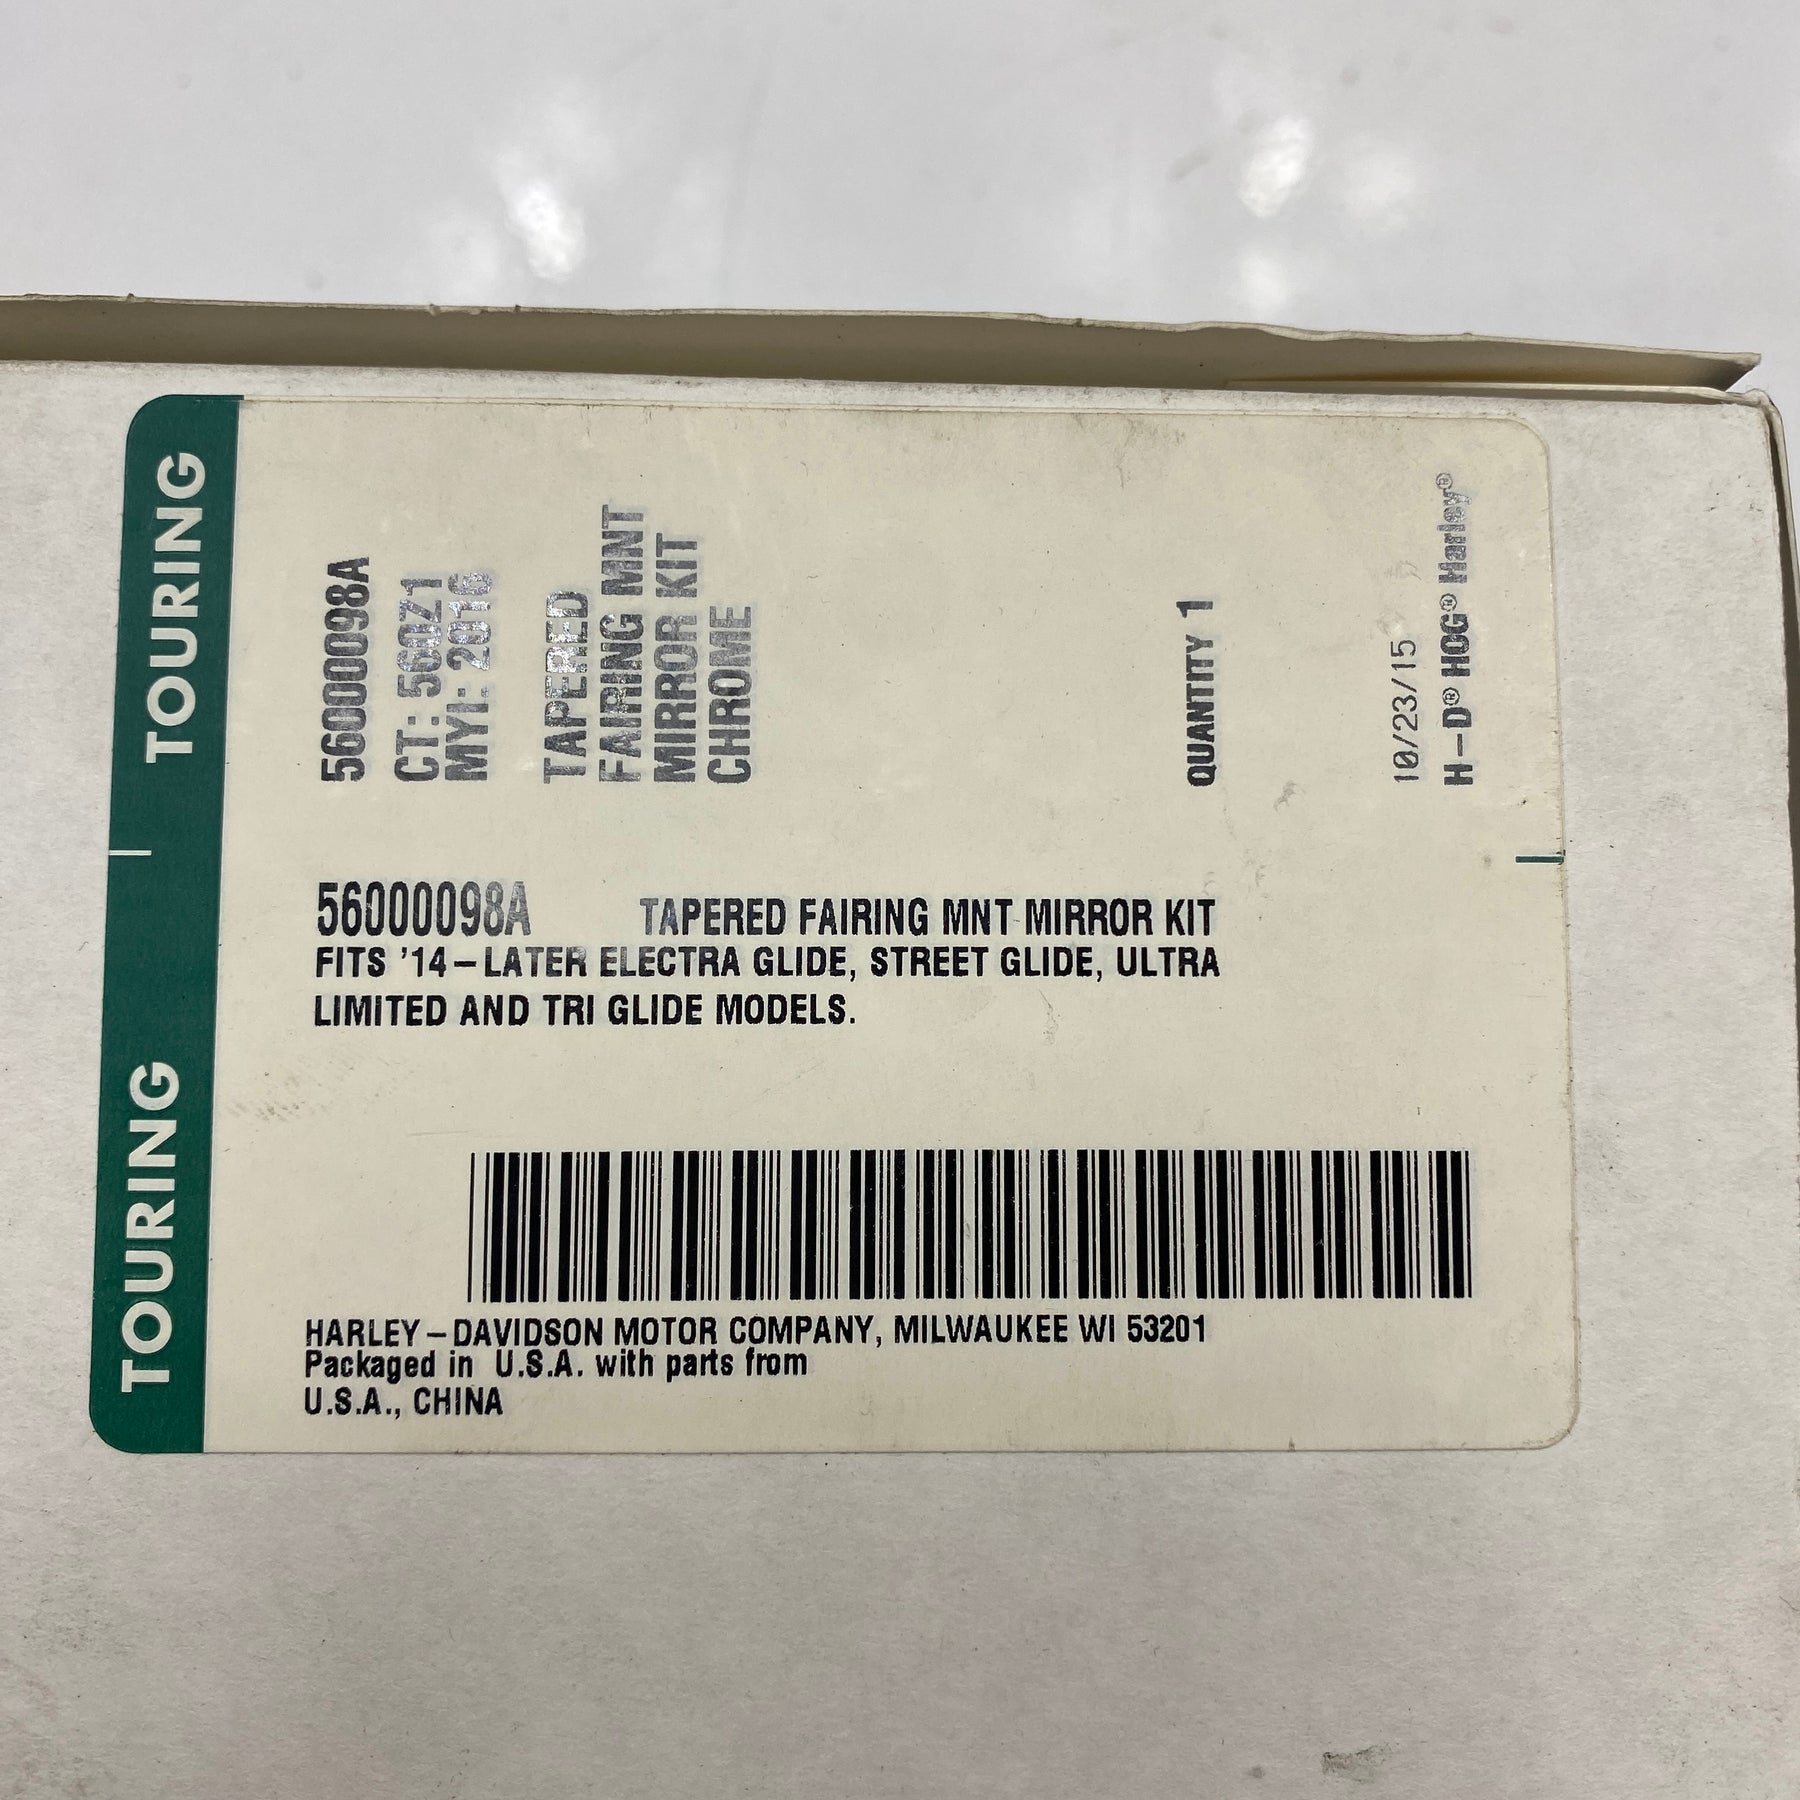 TOURING
TOURING
56000098A
CT: 560Z1
MYI: 2016
TAPERED
FAIRING MNT
MIRROR KIT
CHROME
QUANTITY 1
10/23/15
H-D® HOG® Harley®
56000098A TAPERED FAIRING MNT MIRROR KIT
FITS '14-LATER ELECTRA GLIDE, STREET GLIDE, ULTRA
LIMITED AND TRI GLIDE MODELS.
HARLEY-DAVIDSON MOTOR COMPANY, MILWAUKEE WI 53201
Packaged in U.S.A. with parts from
U.S.A., CHINA